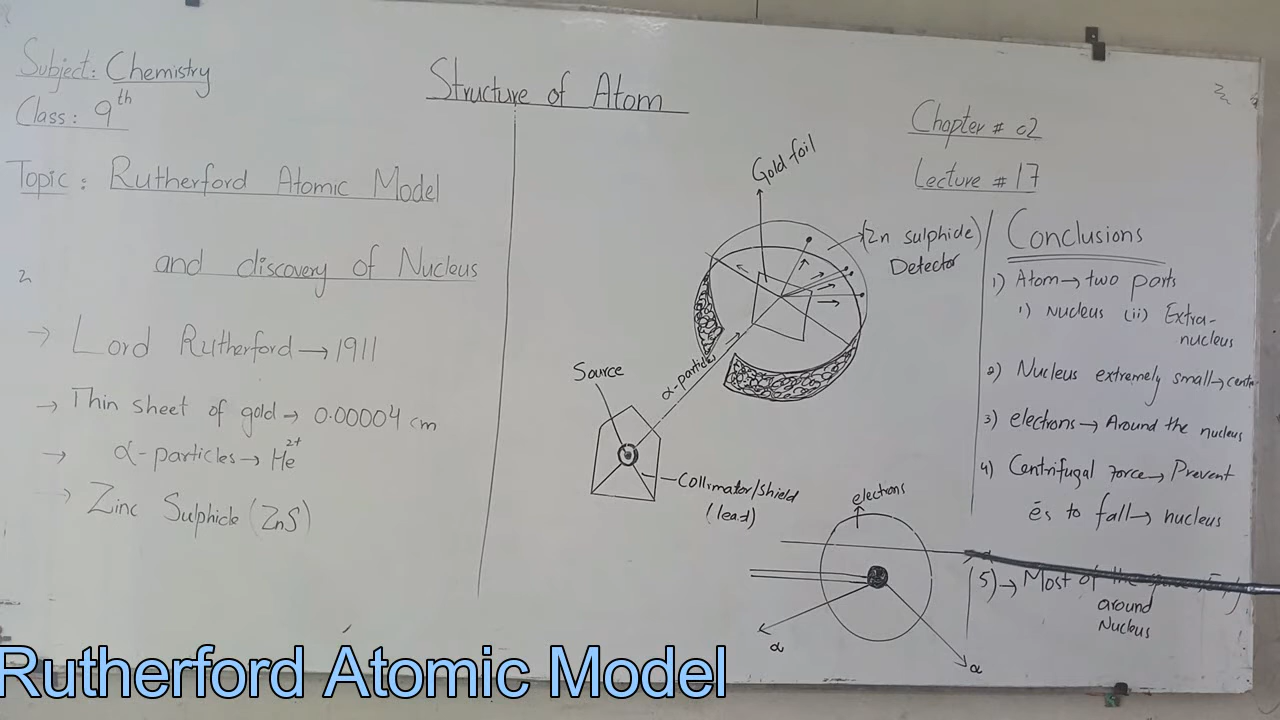 Subject: Chemistry
Class: 9th
Structure of Atom
Chapter # 02
Lecture # 17
Topic: Rutherford Atomic Model
and discovery of Nucleus
→ Lord Rutherford → 1911
→ Thin sheet of gold → 0.00004 cm
→ α-particles → He2+
→ Zinc Sulphide (ZnS)
Gold foil
(Zn sulphide)
Detector
α-particle
Source
Collimator/shield
(lead)
electrons
α
α
Conclusions
1) Atom → two parts
i) Nucleus (ii) Extra-
nucleus
2) Nucleus extremely small →
3) electrons → Around the nucleus
4) Centrifugal force → Prevent
ēs to fall → nucleus
(5) → Most of the
around
Nucleus
Rutherford Atomic Model